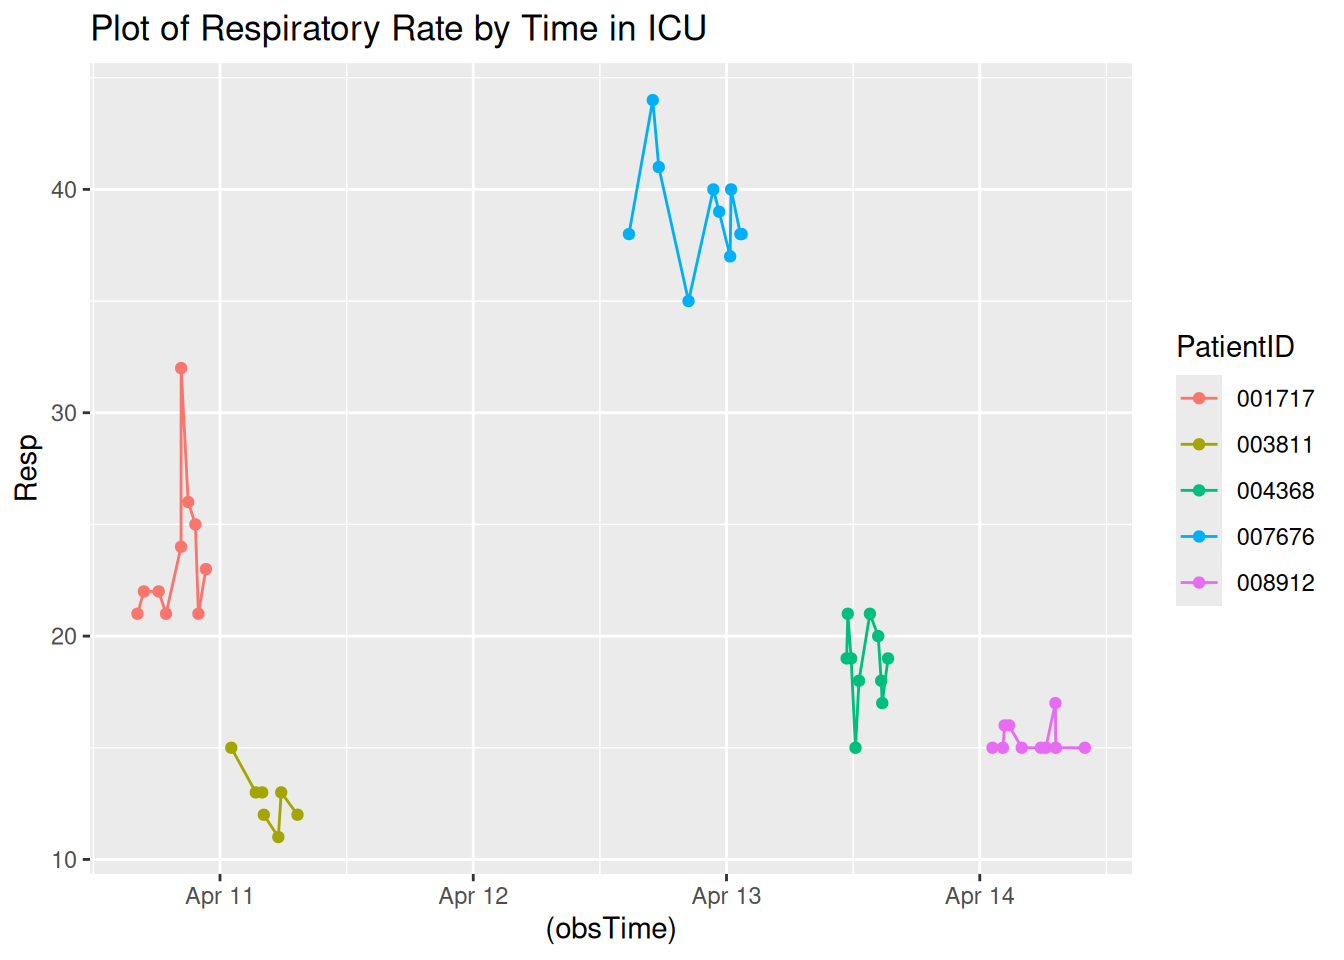 Plot of Respiratory Rate by Time in ICU
Resp
40
30
20
10
Apr 11
Apr 12
Apr 13
Apr 14
(obsTime)
PatientID
001717
003811
004368
007676
008912